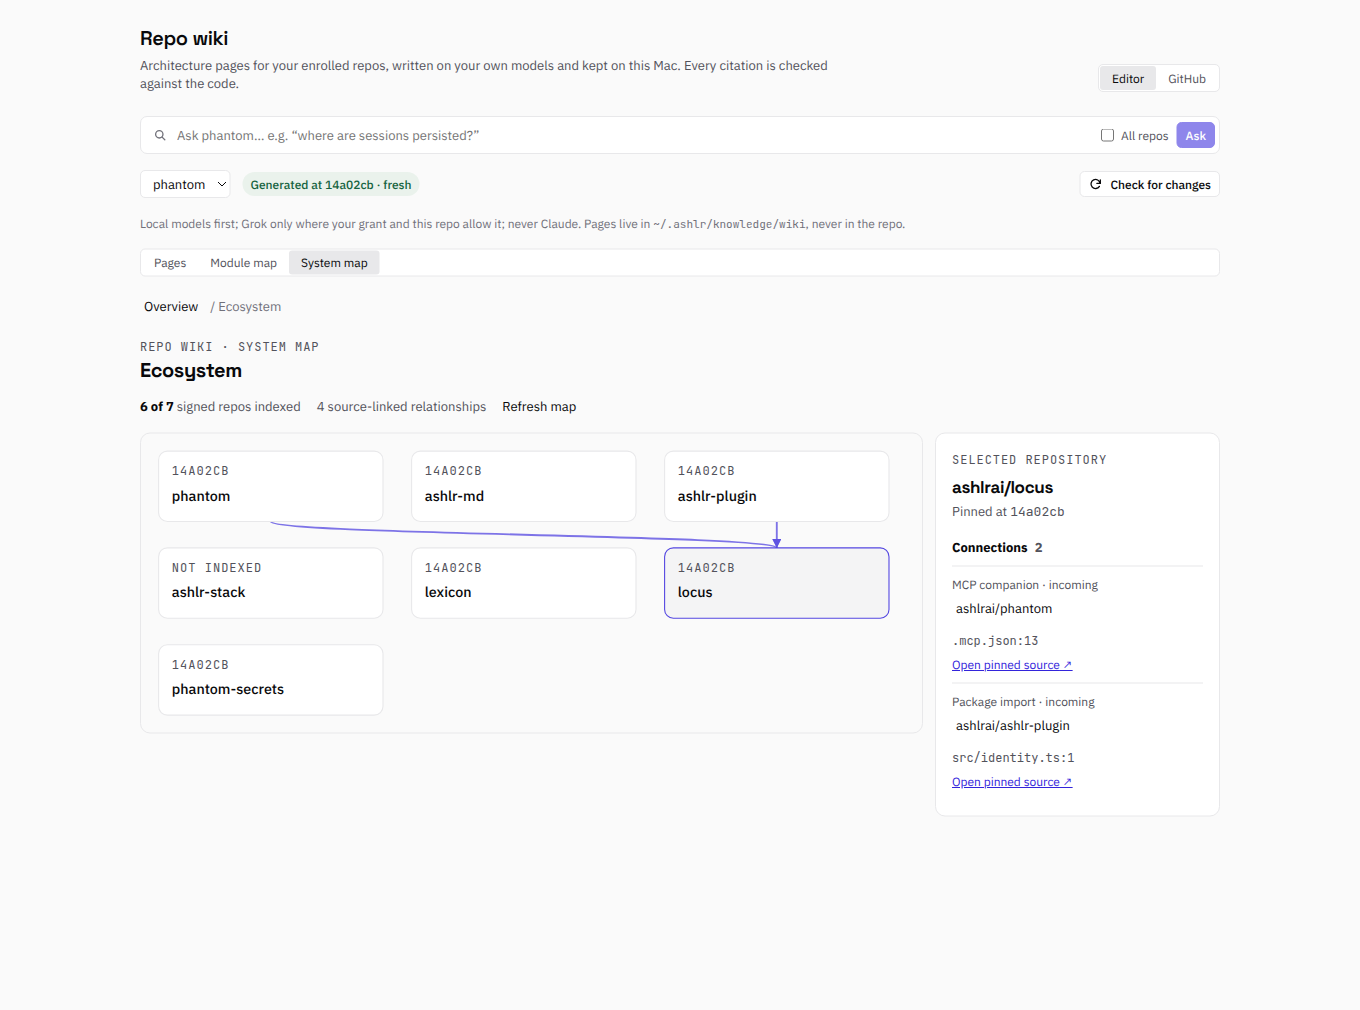 Repo wiki
Architecture pages for your enrolled repos, written on your own models and kept on this Mac. Every citation is checked
against the code.
Editor GitHub
Ask phantom… e.g. “where are sessions persisted?”
All repos Ask
phantom Generated at 14a02cb · fresh
Check for changes
Local models first; Grok only where your grant and this repo allow it; never Claude. Pages live in ~/.ashlr/knowledge/wiki, never in the repo.
Pages Module map System map
Overview / Ecosystem
REPO WIKI · SYSTEM MAP
Ecosystem
6 of 7 signed repos indexed 4 source-linked relationships Refresh map
14A02CB
phantom
14A02CB
ashlr-md
14A02CB
ashlr-plugin
NOT INDEXED
ashlr-stack
14A02CB
lexicon
14A02CB
locus
14A02CB
phantom-secrets
SELECTED REPOSITORY
ashlrai/locus
Pinned at 14a02cb
Connections 2
MCP companion · incoming
ashlrai/phantom
.mcp.json:13
Open pinned source ↗
Package import · incoming
ashlrai/ashlr-plugin
src/identity.ts:1
Open pinned source ↗